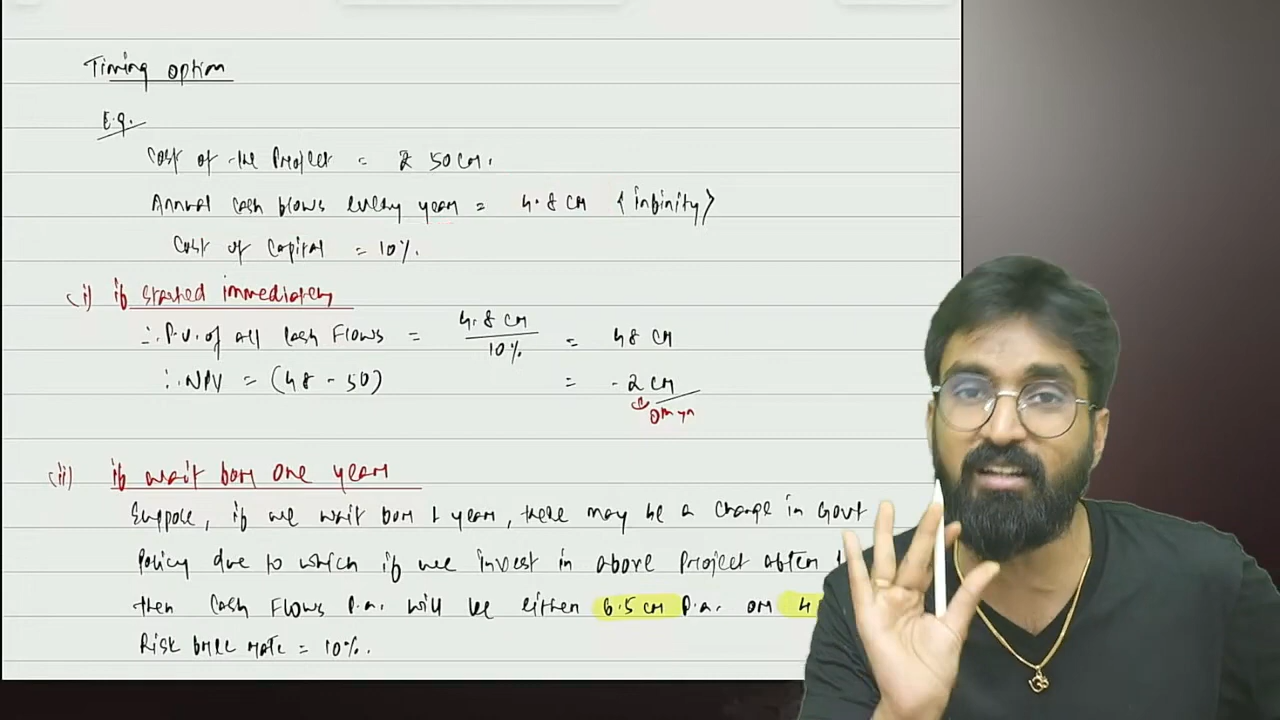 Timing option
E.g.
Cost of the Project = ₹ 50 cr.
Annual cash flows every year = 4.8 cr {infinity}
Cost of capital = 10%.
(i) if started immediately
∴ P.v. of all cash flows = 4.8 cr / 10% = 48 cr
∴ NPV = (48 - 50) = - 2 cr
(ii) if wait for one year
Suppose, if we wait for 1 year, there may be a change in Govt
Policy due to which if we invest in above Project after
then cash flows p.a. will be either 6.5 cr p.a. or 4
Risk free rate = 10%.